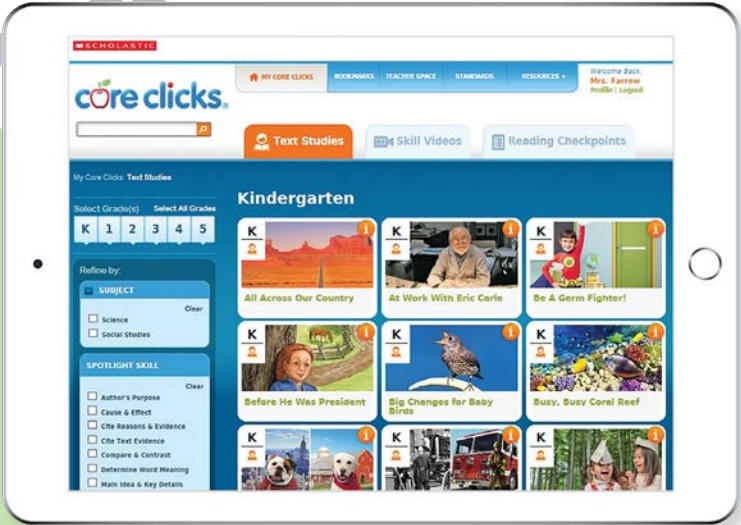 SCHOLASTIC
core clicks.
MY CORE CLICKS
BOOKMARKS
TEACHER SPACE
STANDARDS
RESOURCES
Welcome Back,
Mrs. Farrow
Profile | Logout
Text Studies
Skill Videos
Reading Checkpoints
My Core Clicks: Text Studies
Select Grade(s) Select All Grades
K 1 2 3 4 5
Refine by:
SUBJECT
Clear
Science
Social Studies
SPOTLIGHT SKILL
Clear
Author's Purpose
Cause & Effect
Cite Reasons & Evidence
Cite Text Evidence
Compare & Contrast
Determine Word Meaning
Main Idea & Key Details
Kindergarten
K i
All Across Our Country
K i
At Work With Eric Carle
K i
Be A Germ Fighter!
K i
Before He Was President
K i
Big Changes for Baby
Birds
K i
Busy, Busy Coral Reef
K i
K i
K i